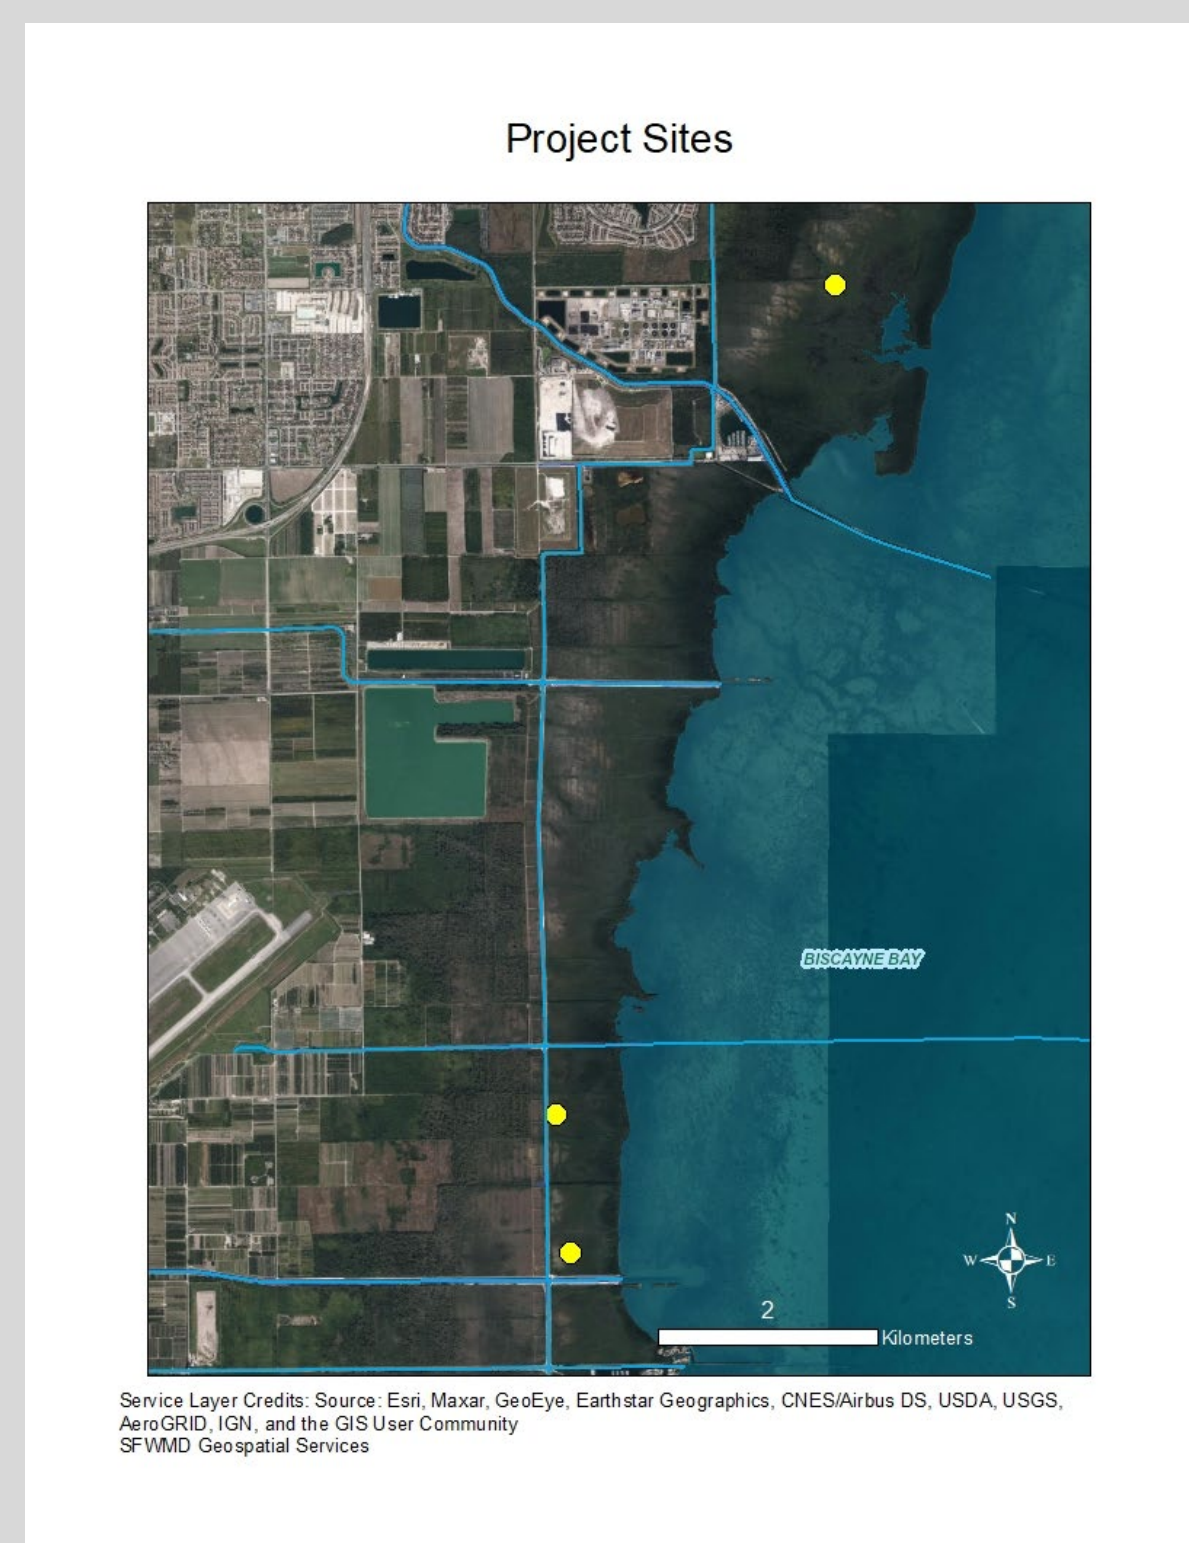 Project Sites
BISCAYNE BAY
N
W E
S
2
Kilometers
Service Layer Credits: Source: Esri, Maxar, GeoEye, Earthstar Geographics, CNES/Airbus DS, USDA, USGS,
AeroGRID, IGN, and the GIS User Community
SFWMD Geospatial Services